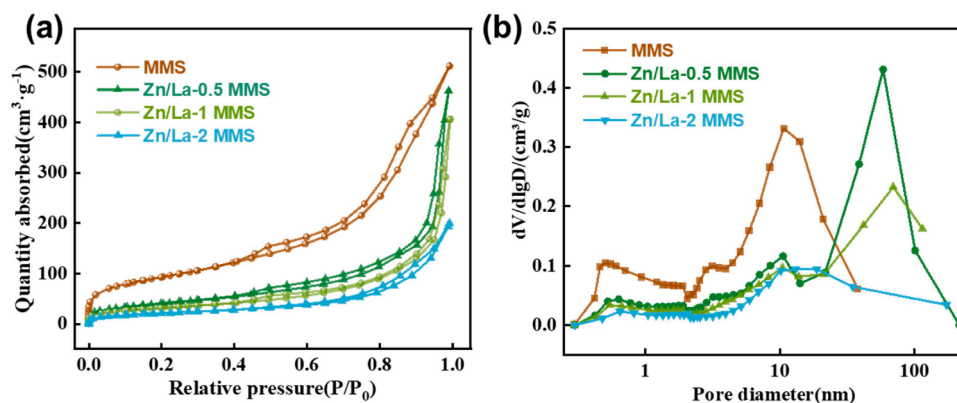 (a)
MMS
Zn/La-0.5 MMS
Zn/La-1 MMS
Zn/La-2 MMS
Quantity absorbed(cm³·g⁻¹)
500
400
300
200
100
0
0.0 0.2 0.4 0.6 0.8 1.0
Relative pressure(P/P₀)
(b)
MMS
Zn/La-0.5 MMS
Zn/La-1 MMS
Zn/La-2 MMS
dV/dlgD/(cm³/g)
0.5
0.4
0.3
0.2
0.1
0.0
1 10 100
Pore diameter(nm)